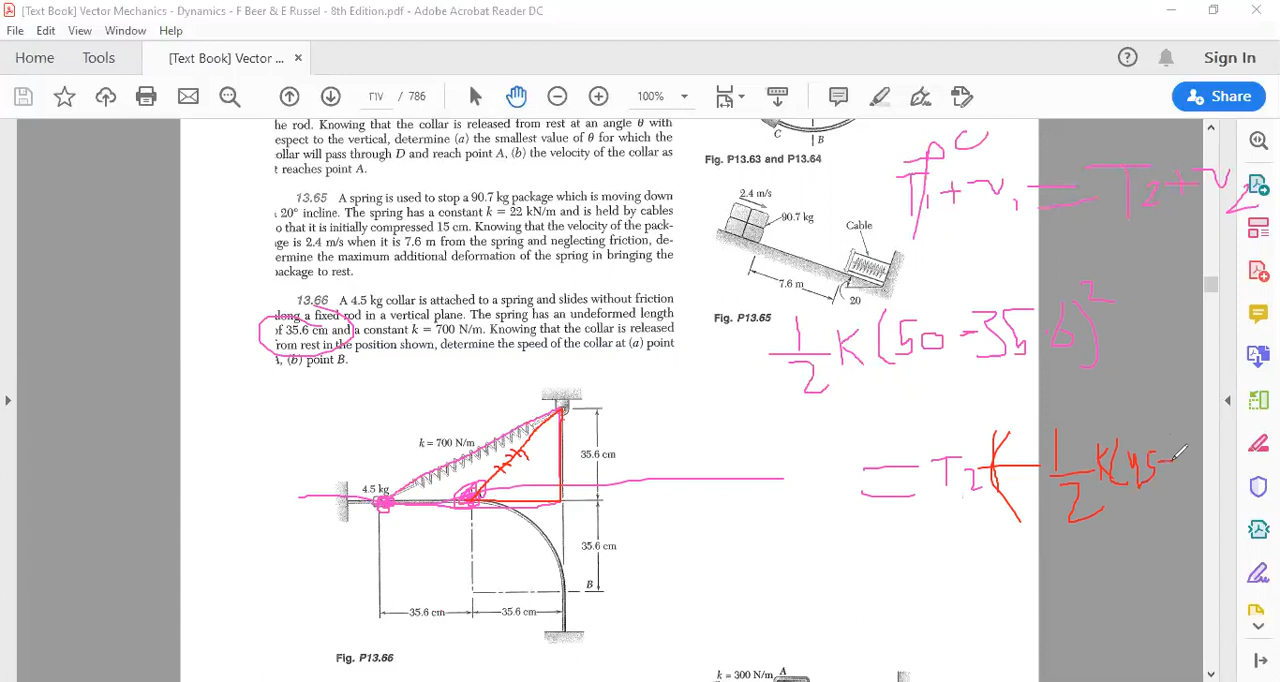 [Text Book] Vector Mechanics - Dynamics - F Beer & E Russel - 8th Edition.pdf - Adobe Acrobat Reader DC
File Edit View Window Help
Home Tools [Text Book] Vector ... × Sign In
٢١٧ / 786 100% Share
he rod. Knowing that the collar is released from rest at an angle θ with
espect to the vertical, determine (a) the smallest value of θ for which the
ollar will pass through D and reach point A, (b) the velocity of the collar as
t reaches point A.
C
B
Fig. P13.63 and P13.64
13.65 A spring is used to stop a 90.7 kg package which is moving down
20° incline. The spring has a constant k = 22 kN/m and is held by cables
o that it is initially compressed 15 cm. Knowing that the velocity of the pack-
ge is 2.4 m/s when it is 7.6 m from the spring and neglecting friction, de-
ermine the maximum additional deformation of the spring in bringing the
package to rest.
2.4 m/s
90.7 kg
Cable
7.6 m
20
Fig. P13.65
13.66 A 4.5 kg collar is attached to a spring and slides without friction
long a fixed rod in a vertical plane. The spring has an undeformed length
of 35.6 cm and a constant k = 700 N/m. Knowing that the collar is released
rom rest in the position shown, determine the speed of the collar at (a) point
, (b) point B.
k = 700 N/m
4.5 kg
35.6 cm
35.6 cm
B
35.6 cm
35.6 cm
Fig. P13.66
T1 + V1 = T2 + V2
1/2 K(50-35.6)2
= T2 + 1/2 K(45-
k = 300 N/m
A